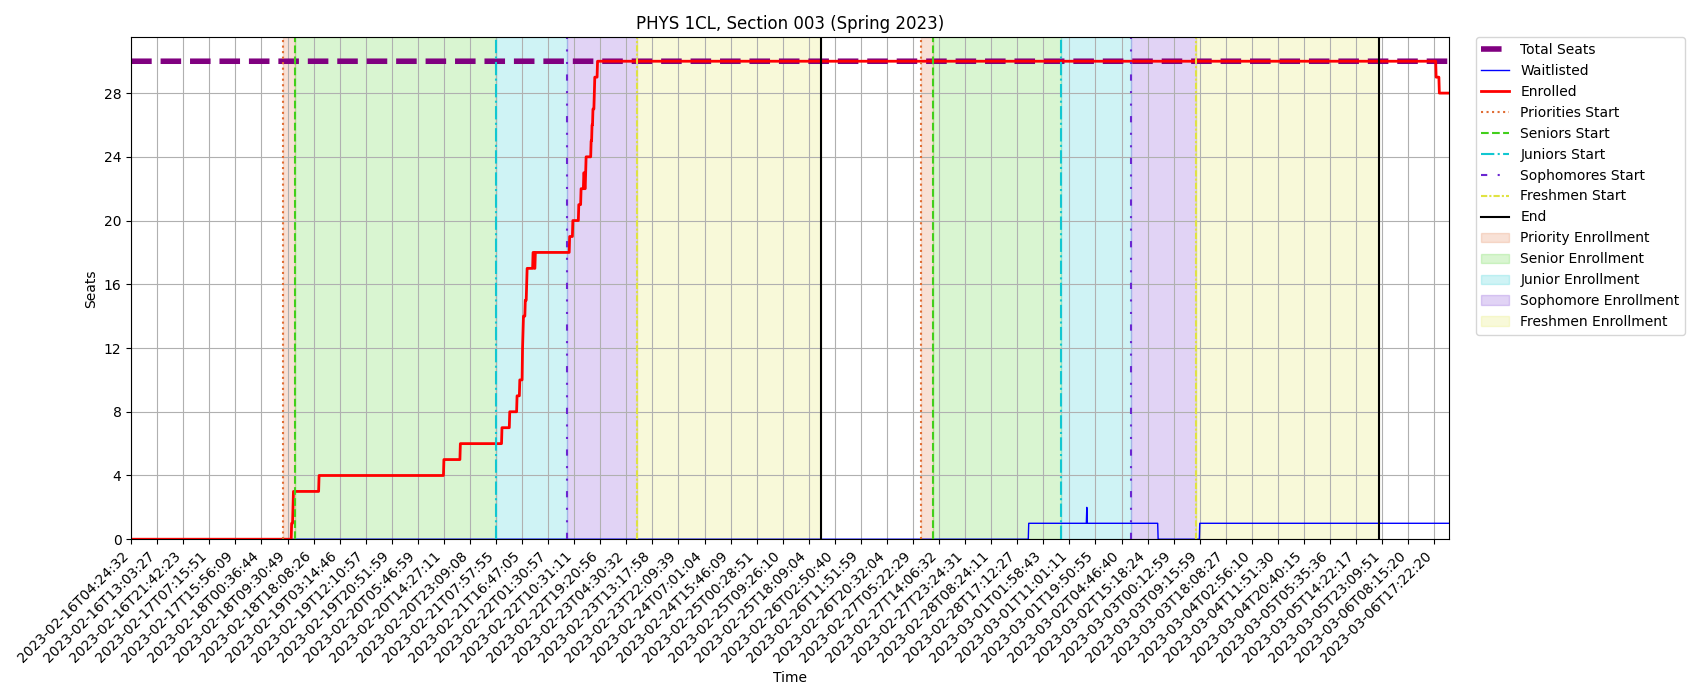 PHYS 1CL, Section 003 (Spring 2023)
Total Seats
Waitlisted
Enrolled
Priorities Start
Seniors Start
Juniors Start
Sophomores Start
Freshmen Start
End
Priority Enrollment
Senior Enrollment
Junior Enrollment
Sophomore Enrollment
Freshmen Enrollment
Seats
28
24
20
16
12
8
4
0
2023-02-16T04:24:32
2023-02-16T13:03:27
2023-02-16T21:42:23
2023-02-17T07:15:51
2023-02-17T15:56:09
2023-02-18T00:36:44
2023-02-18T09:30:49
2023-02-18T18:08:26
2023-02-19T03:14:46
2023-02-19T12:10:57
2023-02-19T20:51:59
2023-02-20T05:46:59
2023-02-20T14:27:11
2023-02-20T23:09:08
2023-02-21T07:57:55
2023-02-21T16:47:05
2023-02-22T01:30:57
2023-02-22T10:31:11
2023-02-22T19:20:56
2023-02-23T04:30:32
2023-02-23T13:17:58
2023-02-23T22:09:39
2023-02-24T07:01:04
2023-02-24T15:46:09
2023-02-25T00:28:51
2023-02-25T09:26:10
2023-02-25T18:09:04
2023-02-26T02:50:40
2023-02-26T11:51:59
2023-02-26T20:32:04
2023-02-27T05:22:29
2023-02-27T14:06:32
2023-02-27T23:24:31
2023-02-28T08:24:11
2023-02-28T17:12:27
2023-03-01T01:58:43
2023-03-01T11:01:11
2023-03-01T19:50:55
2023-03-02T04:46:40
2023-03-02T15:18:24
2023-03-03T00:12:59
2023-03-03T09:15:59
2023-03-03T18:08:27
2023-03-04T02:56:10
2023-03-04T11:51:30
2023-03-04T20:40:15
2023-03-05T05:35:36
2023-03-05T14:22:17
2023-03-05T23:09:51
2023-03-06T08:15:20
2023-03-06T17:22:20
Time